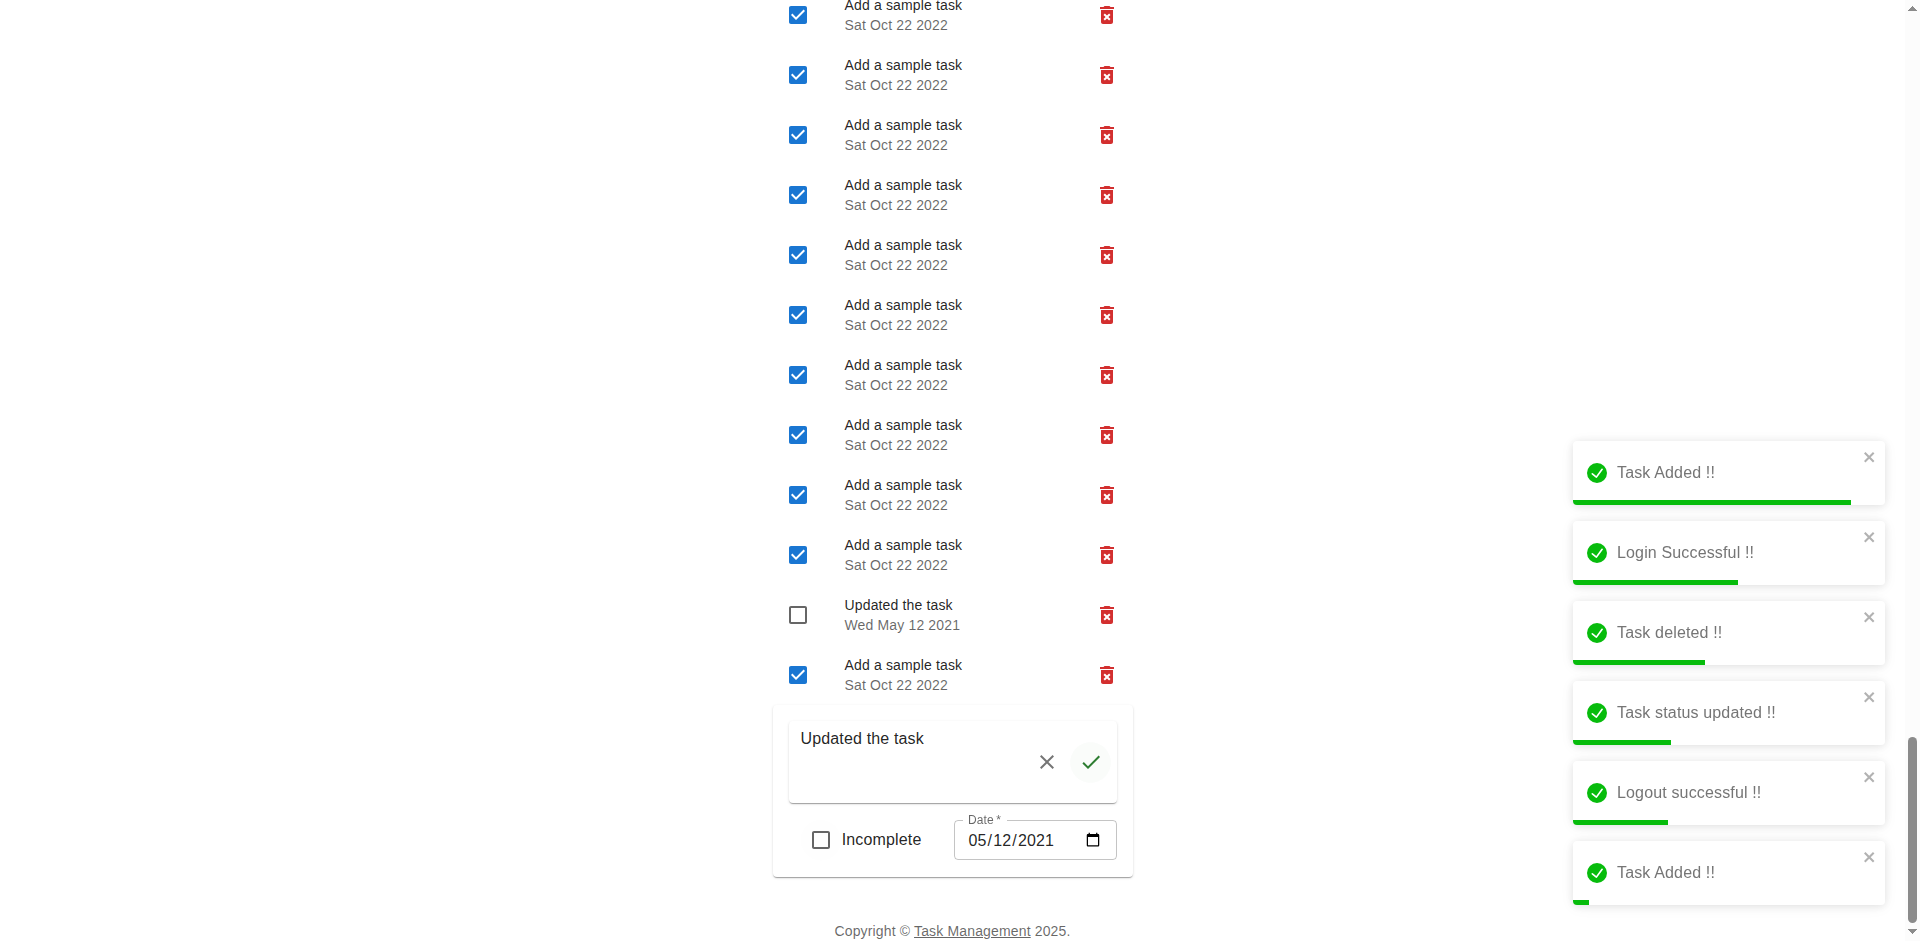 Add a sample task
Sat Oct 22 2022
Add a sample task
Sat Oct 22 2022
Add a sample task
Sat Oct 22 2022
Add a sample task
Sat Oct 22 2022
Add a sample task
Sat Oct 22 2022
Add a sample task
Sat Oct 22 2022
Add a sample task
Sat Oct 22 2022
Add a sample task
Sat Oct 22 2022
Add a sample task
Sat Oct 22 2022
Add a sample task
Sat Oct 22 2022
Updated the task
Wed May 12 2021
Add a sample task
Sat Oct 22 2022
Updated the task
Incomplete
Date *
05/12/2021
Copyright © Task Management 2025.
Task Added !!
Login Successful !!
Task deleted !!
Task status updated !!
Logout successful !!
Task Added !!